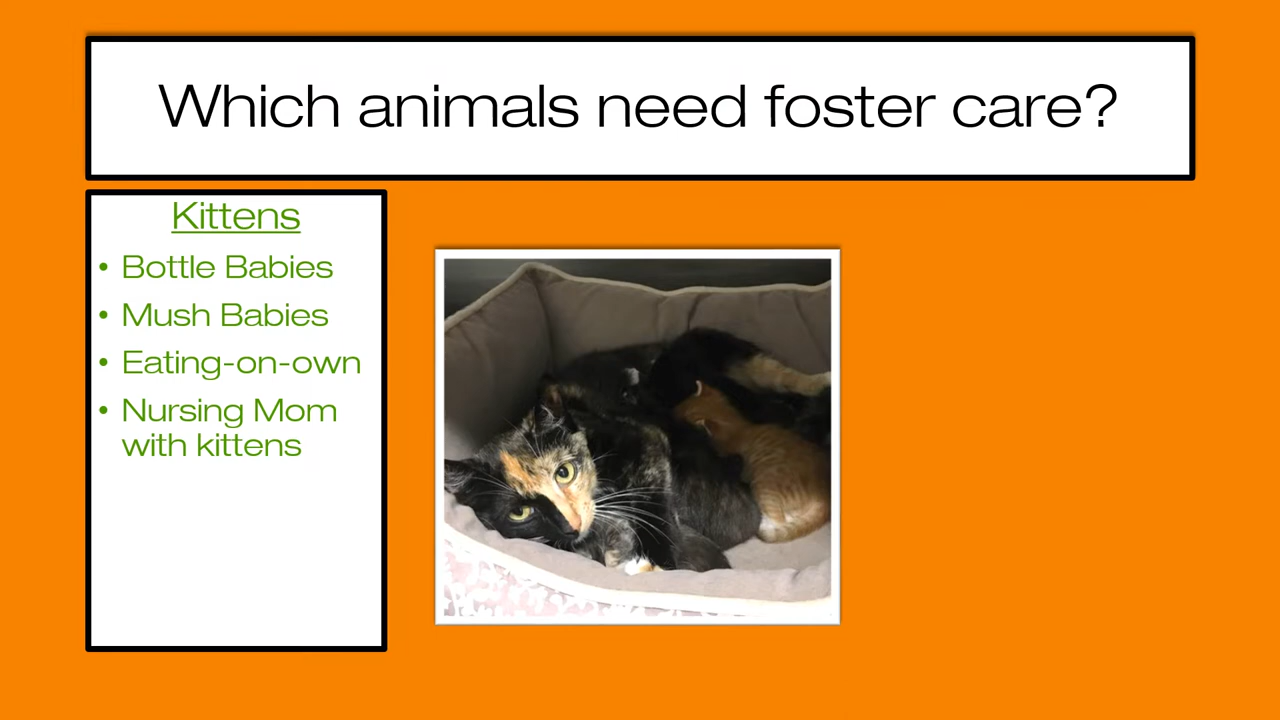 Which animals need foster care?
Kittens
• Bottle Babies
• Mush Babies
• Eating-on-own
• Nursing Mom
with kittens